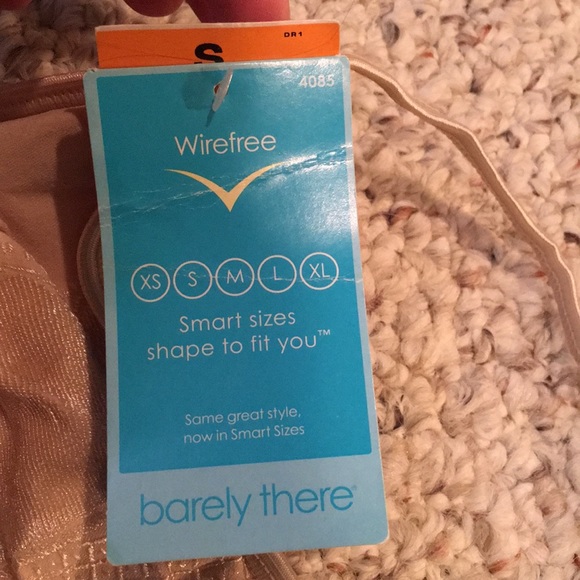 DR1
S
4085
Wirefree
XS S M L XL
Smart sizes
shape to fit you™
Same great style,
now in Smart Sizes
barely there